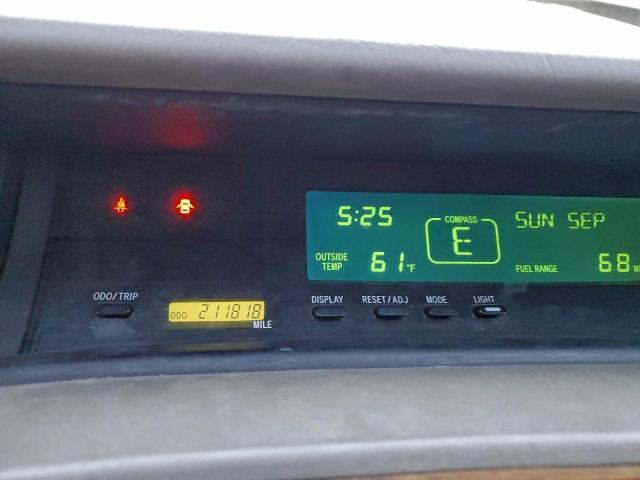 5:25
COMPASS
E
SUN SEP
OUTSIDE
TEMP
61°F
FUEL RANGE
68
ODO/TRIP
ODO 211818
MILE
DISPLAY
RESET/ADJ
MODE
LIGHT